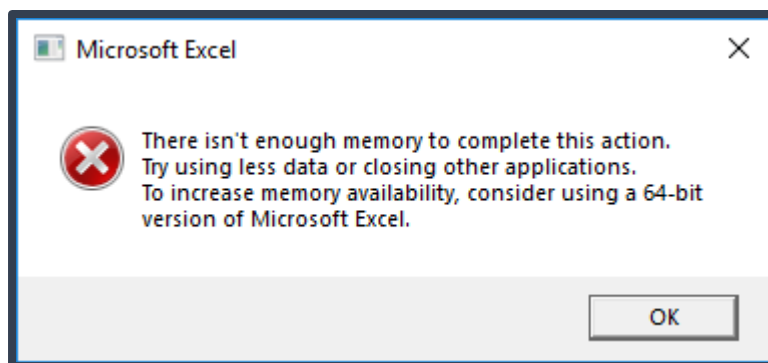 Microsoft Excel
There isn't enough memory to complete this action.
Try using less data or closing other applications.
To increase memory availability, consider using a 64-bit
version of Microsoft Excel.
OK